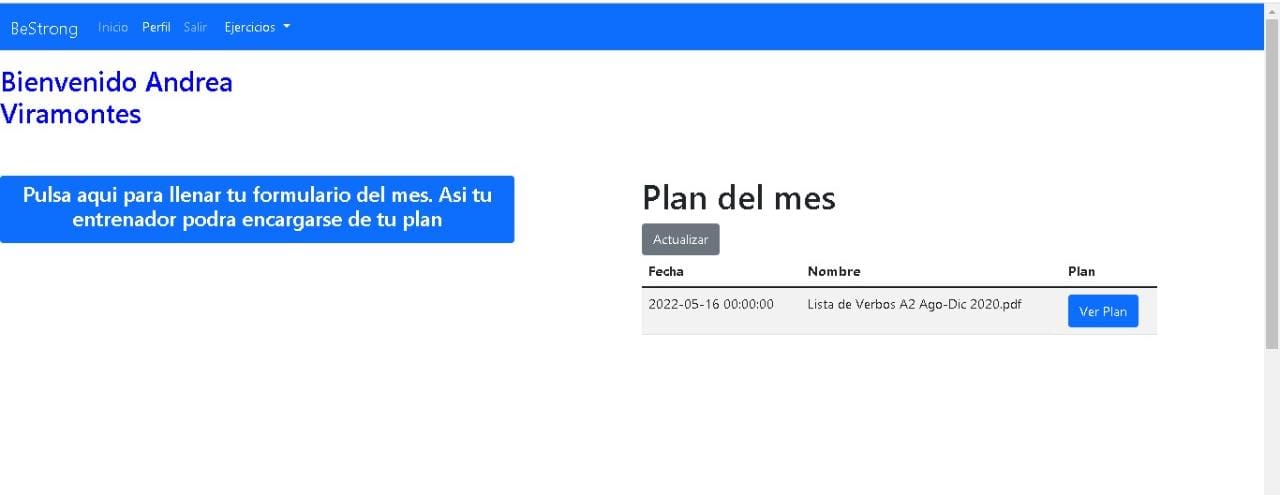 BeStrong Inicio Perfil Salir Ejercicios
Bienvenido Andrea
Viramontes
Pulsa aqui para llenar tu formulario del mes. Asi tu
entrenador podra encargarse de tu plan
Plan del mes
Actualizar
Fecha Nombre Plan
2022-05-16 00:00:00 Lista de Verbos A2 Ago-Dic 2020.pdf Ver Plan